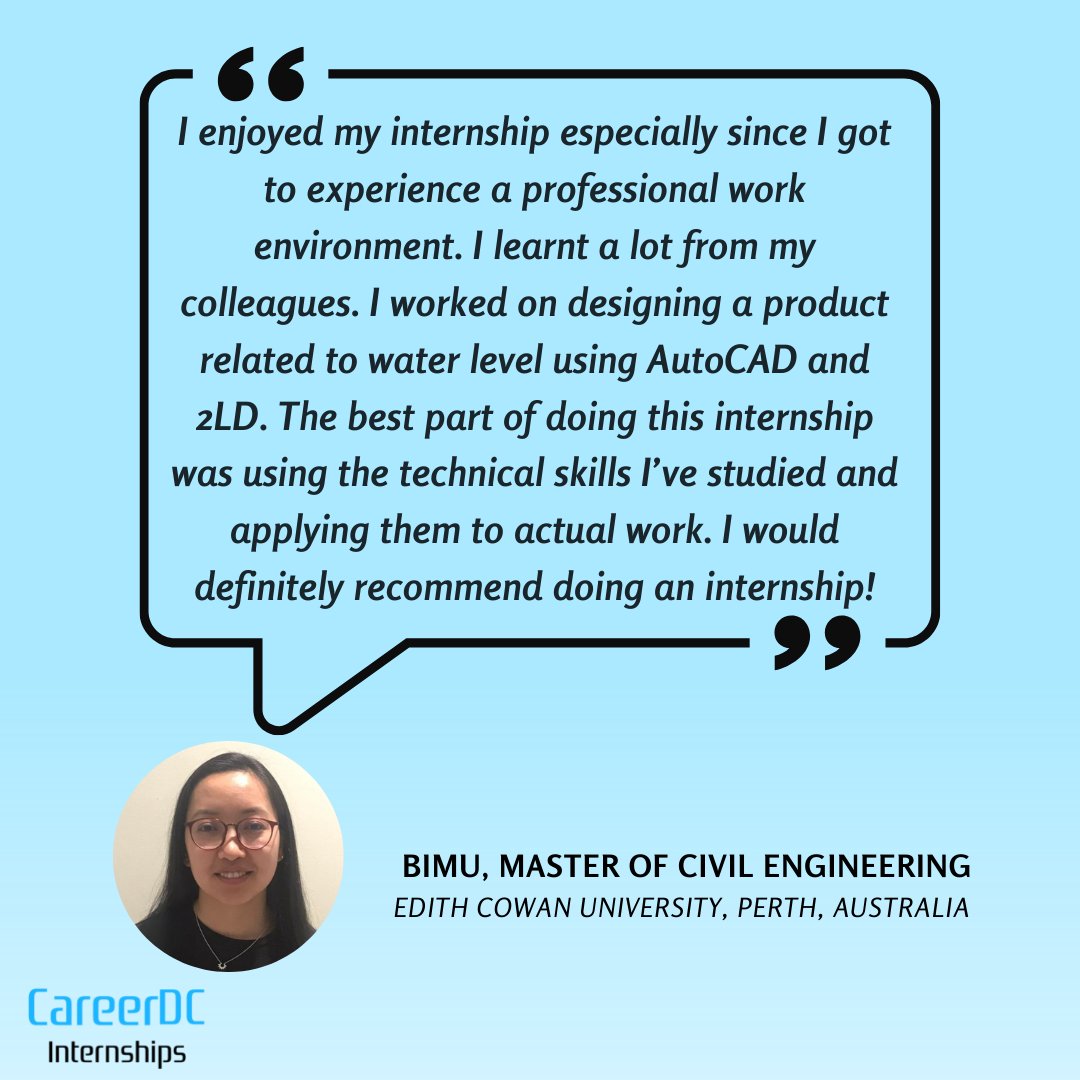 “
I enjoyed my internship especially since I got
to experience a professional work
environment. I learnt a lot from my
colleagues. I worked on designing a product
related to water level using AutoCAD and
2LD. The best part of doing this internship
was using the technical skills I’ve studied and
applying them to actual work. I would
definitely recommend doing an internship!
”
BIMU, MASTER OF CIVIL ENGINEERING
EDITH COWAN UNIVERSITY, PERTH, AUSTRALIA
CareerDC
Internships